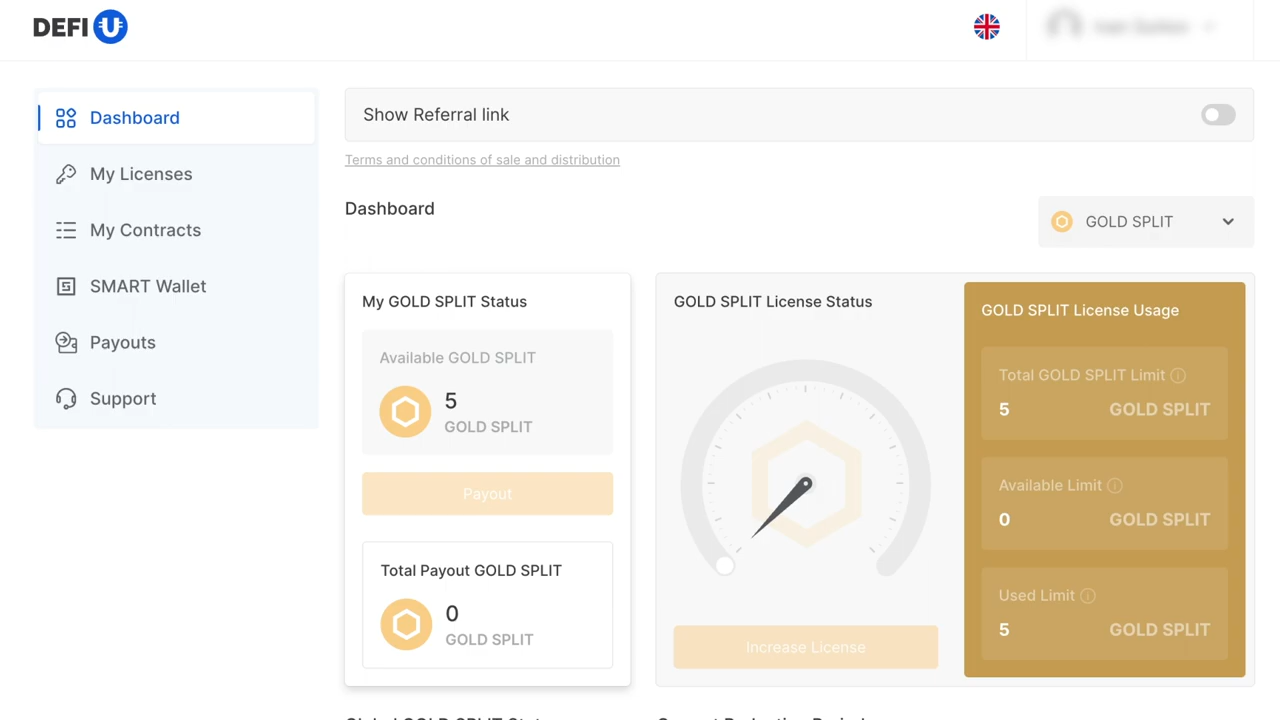 DEFI U
Dashboard
My Licenses
My Contracts
SMART Wallet
Payouts
Support
Show Referral link
Terms and conditions of sale and distribution
Dashboard
GOLD SPLIT
My GOLD SPLIT Status
Available GOLD SPLIT
5
GOLD SPLIT
Payout
Total Payout GOLD SPLIT
0
GOLD SPLIT
GOLD SPLIT License Status
Increase License
GOLD SPLIT License Usage
Total GOLD SPLIT Limit
5 GOLD SPLIT
Available Limit
0 GOLD SPLIT
Used Limit
5 GOLD SPLIT